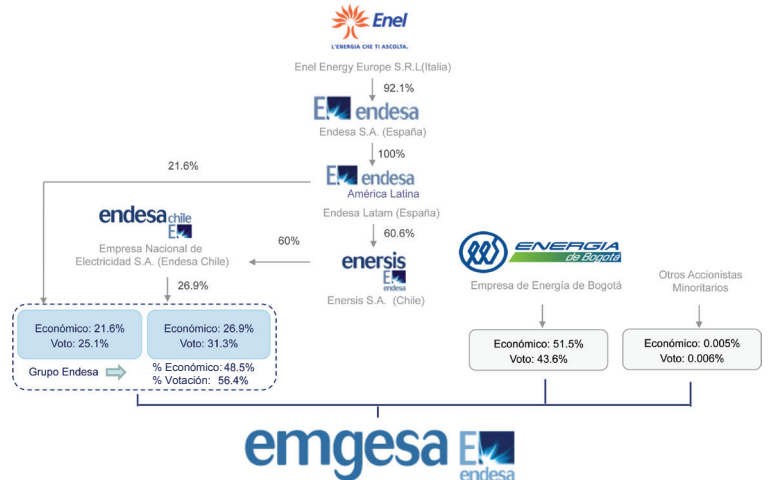 Enel
L'ENERGIA CHE TI ASCOLTA.
Enel Energy Europe S.R.L(Italia)
92.1%
endesa
Endesa S.A. (España)
100%
21.6%
endesa
América Latina
Endesa Latam (España)
endesa chile
Empresa Nacional de
Electricidad S.A. (Endesa Chile)
60%
60.6%
enersis
endesa
Enersis S.A. (Chile)
ENERGIA
de Bogotá
Empresa de Energía de Bogotá
Otros Accionistas
Minoritarios
26.9%
Económico: 21.6%
Voto: 25.1%
Económico: 26.9%
Voto: 31.3%
Grupo Endesa
% Económico: 48.5%
% Votación: 56.4%
Económico: 51.5%
Voto: 43.6%
Económico: 0.005%
Voto: 0.006%
emgesa
endesa